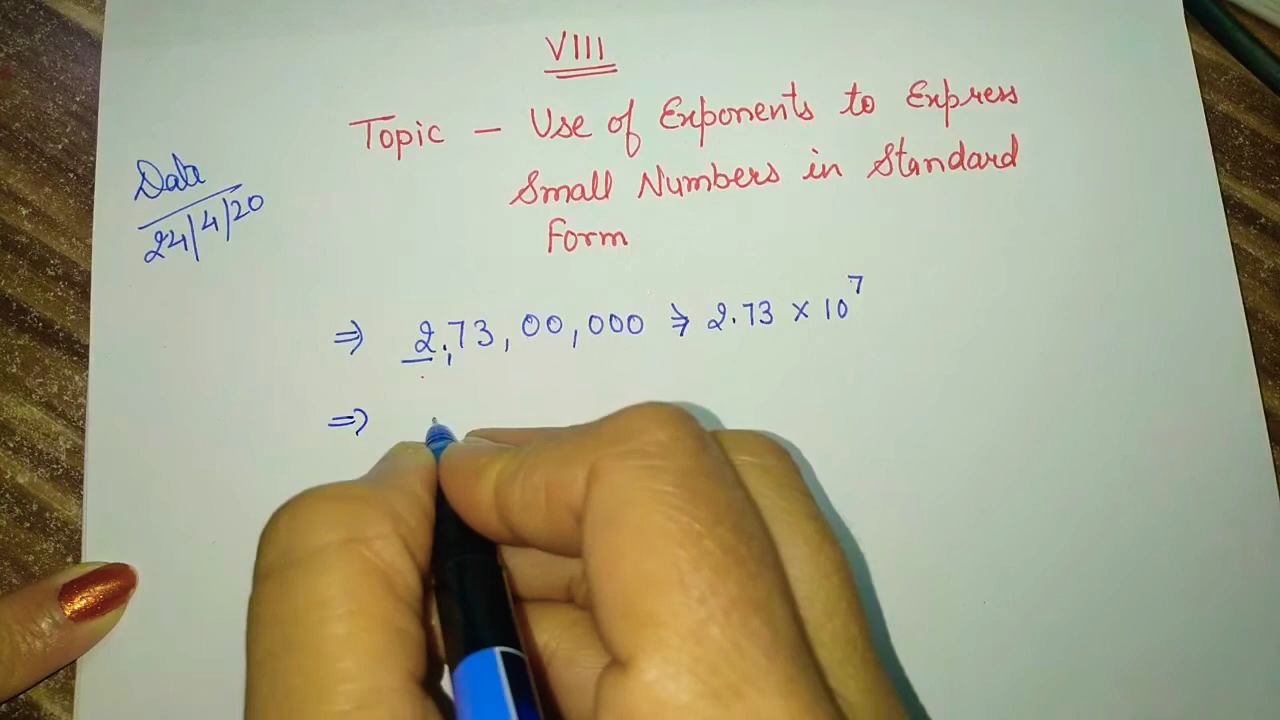 VIII
Topic - Use of Exponents to Express
Small Numbers in Standard
Form
Date
24/4/20
⇒ 2.,73,00,000 ⇒ 2.73 × 10⁷
⇒